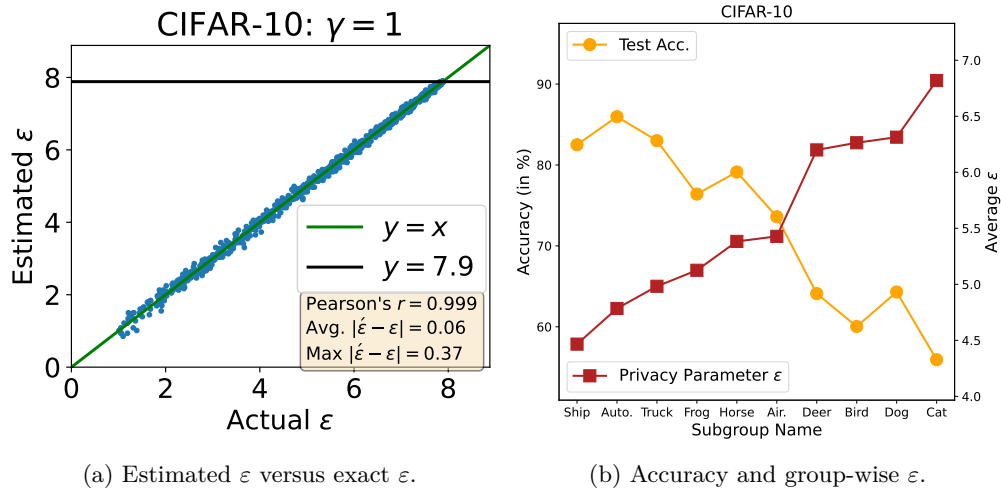 CIFAR-10: γ = 1
Estimated ε
8
6
4
2
0
y = x
y = 7.9
Pearson's r = 0.999
Avg. |έ − ε| = 0.06
Max |έ − ε| = 0.37
0 2 4 6 8
Actual ε
(a) Estimated ε versus exact ε.
CIFAR-10
Test Acc.
Accuracy (in %)
90
80
70
60
Privacy Parameter ε
7.0
6.5
6.0
5.5
5.0
4.5
4.0
Average ε
Ship Auto. Truck Frog Horse Air. Deer Bird Dog Cat
Subgroup Name
(b) Accuracy and group-wise ε.